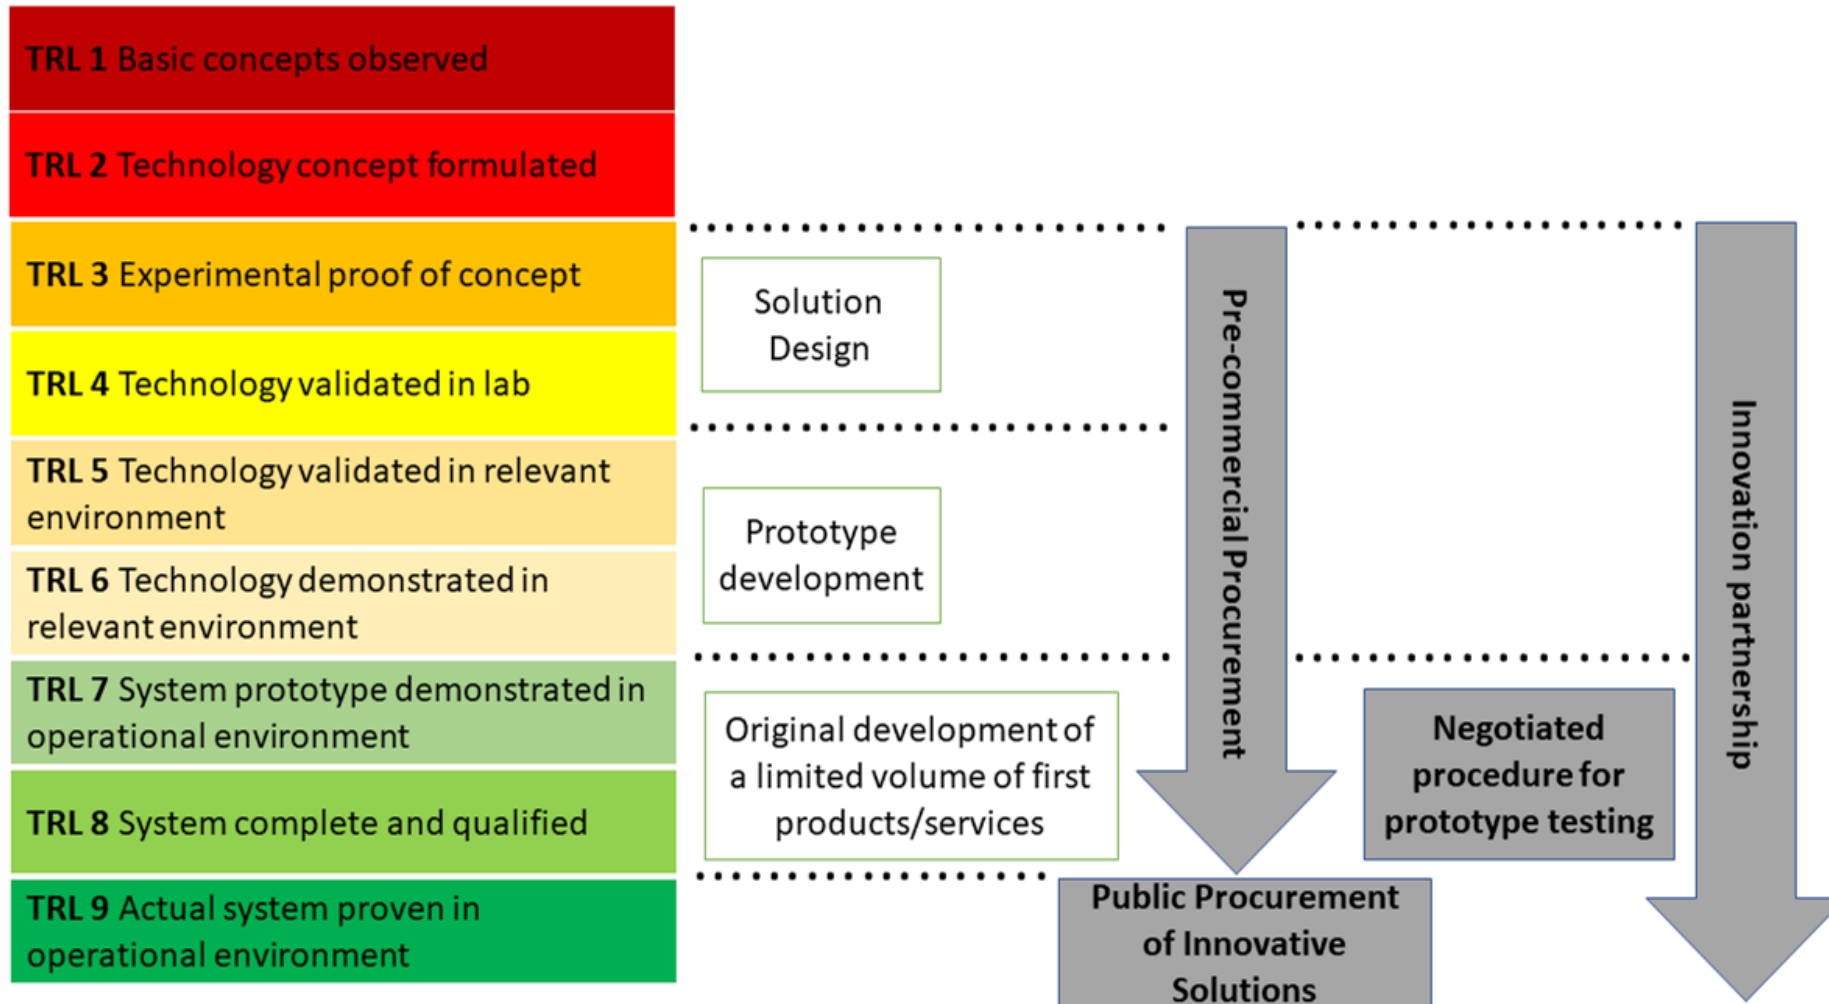 TRL 1 Basic concepts observed
TRL 2 Technology concept formulated
TRL 3 Experimental proof of concept
TRL 4 Technology validated in lab
TRL 5 Technology validated in relevant
environment
TRL 6 Technology demonstrated in
relevant environment
TRL 7 System prototype demonstrated in
operational environment
TRL 8 System complete and qualified
TRL 9 Actual system proven in
operational environment
Solution
Design
Prototype
development
Original development of
a limited volume of first
products/services
Pre-commercial Procurement
Public Procurement
of Innovative
Solutions
Negotiated
procedure for
prototype testing
Innovation partnership